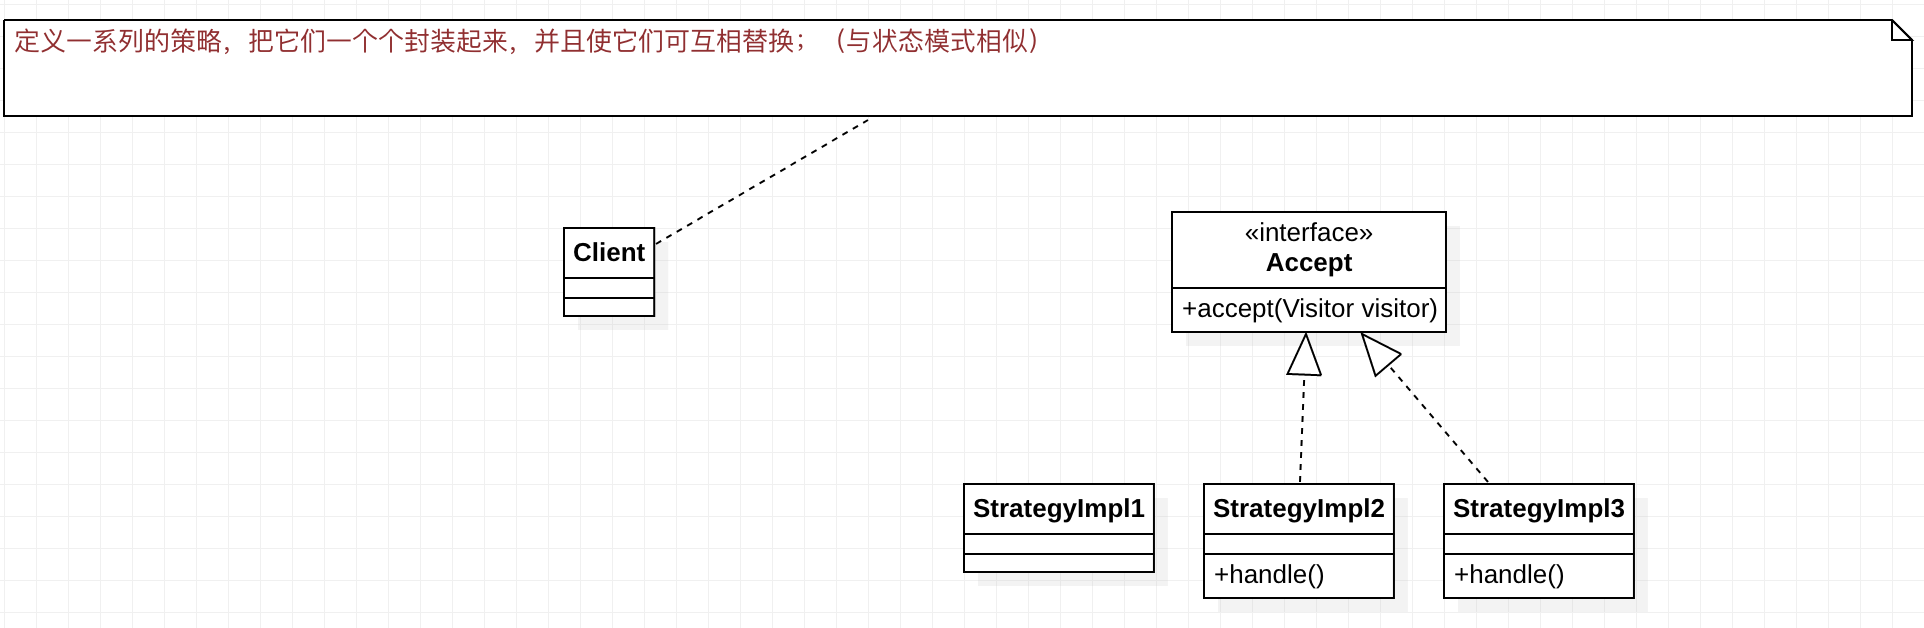 定义一系列的策略，把它们一个个封装起来，并且使它们可互相替换；（与状态模式相似）
Client
«interface»
Accept
+accept(Visitor visitor)
StrategyImpl1
StrategyImpl2
+handle()
StrategyImpl3
+handle()